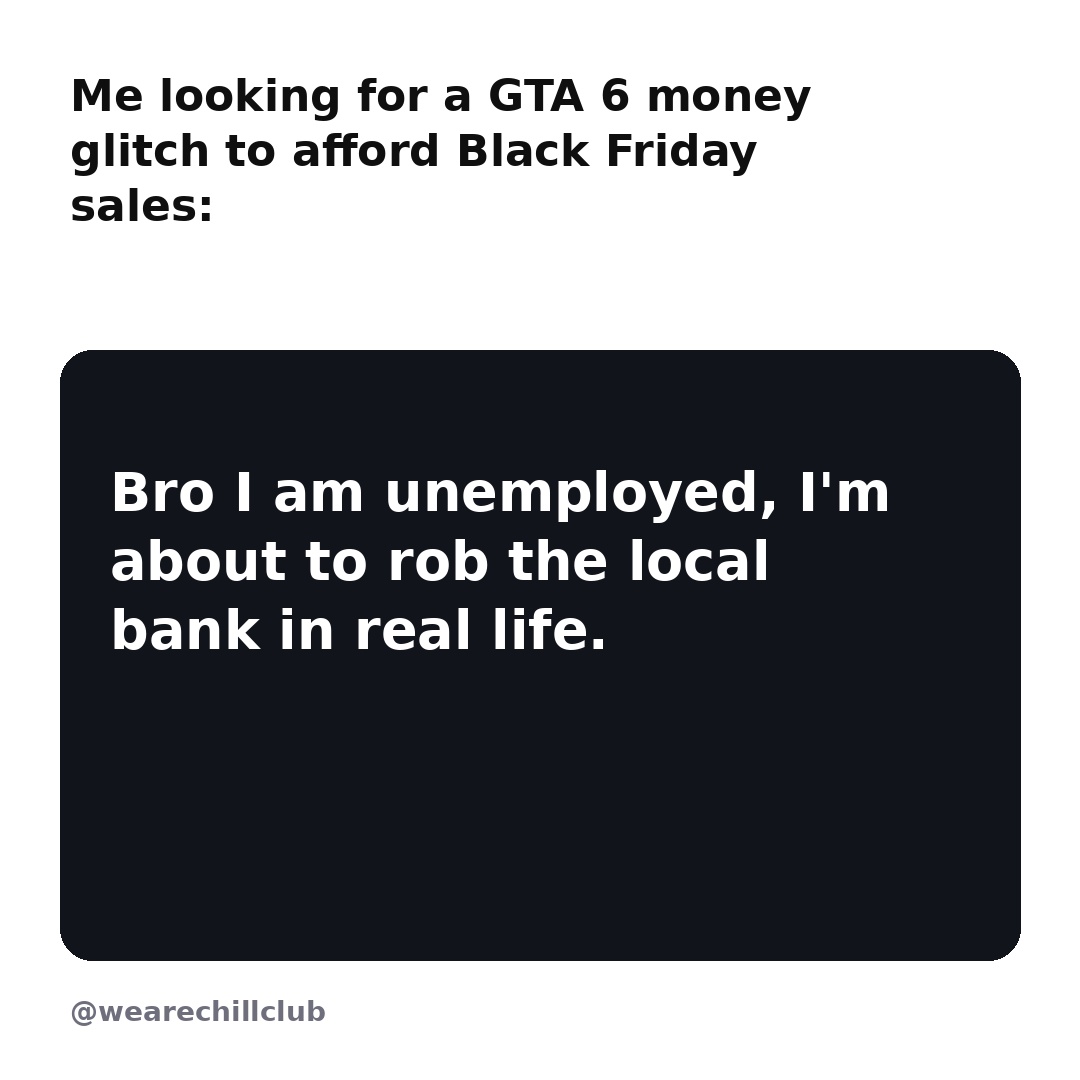 Me looking for a GTA 6 money
glitch to afford Black Friday
sales:
Bro I am unemployed, I'm
about to rob the local
bank in real life.
@wearechillclub